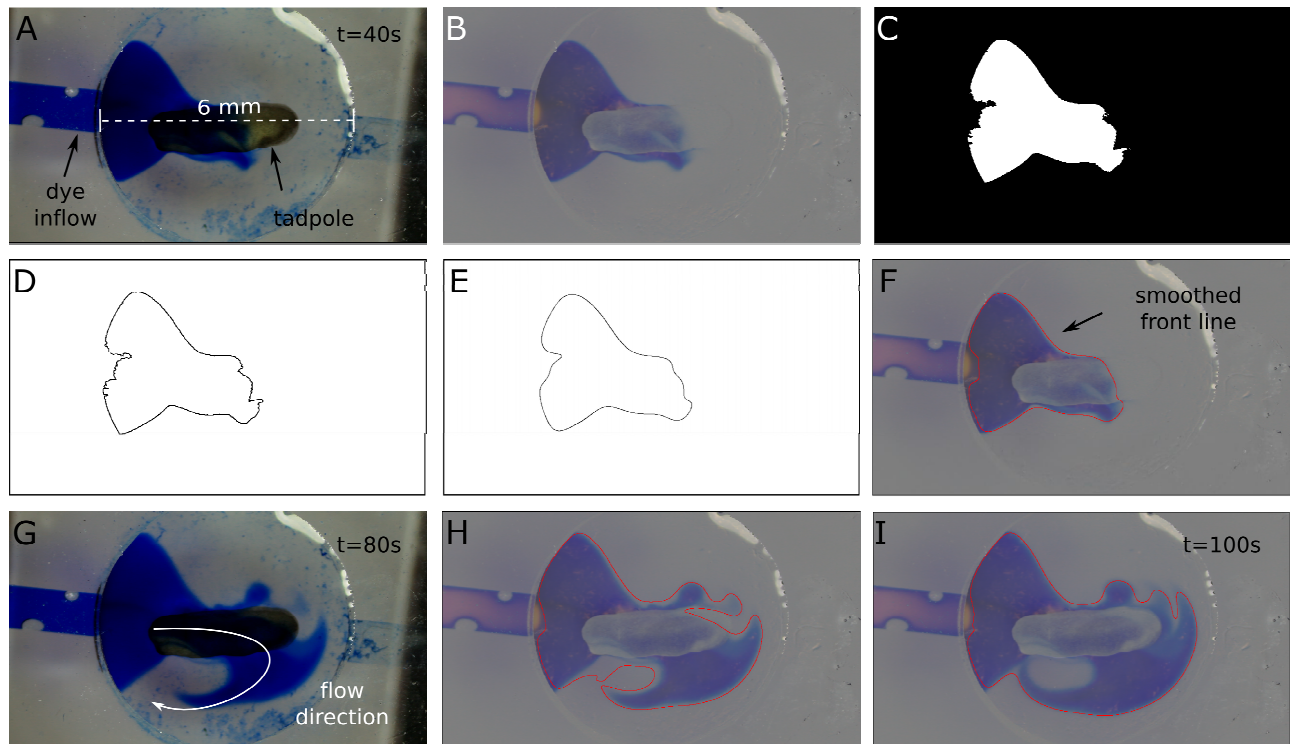 A
t=40s
6 mm
dye
inflow
tadpole
B
C
D
E
F
smoothed
front line
G
t=80s
flow
direction
H
I
t=100s